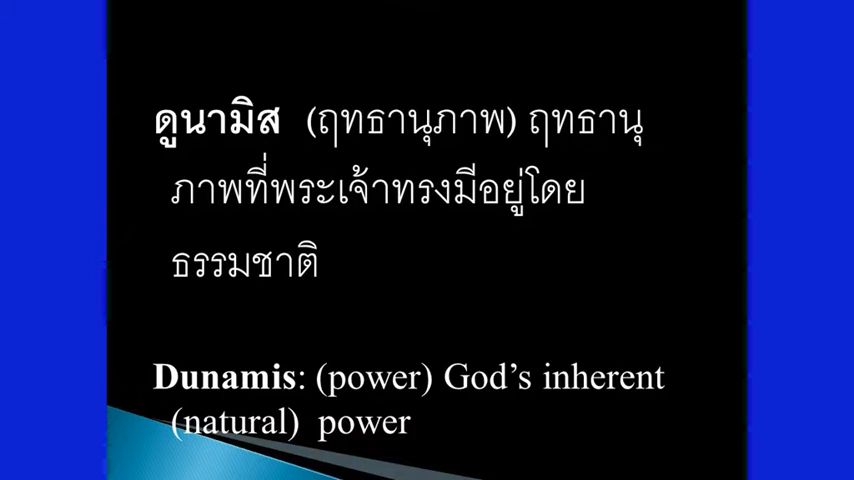 ดูนามิส (ฤทธานุภาพ) ฤทธานุ
ภาพที่พระเจ้าทรงมีอยู่โดย
ธรรมชาติ
Dunamis: (power) God’s inherent
(natural) power